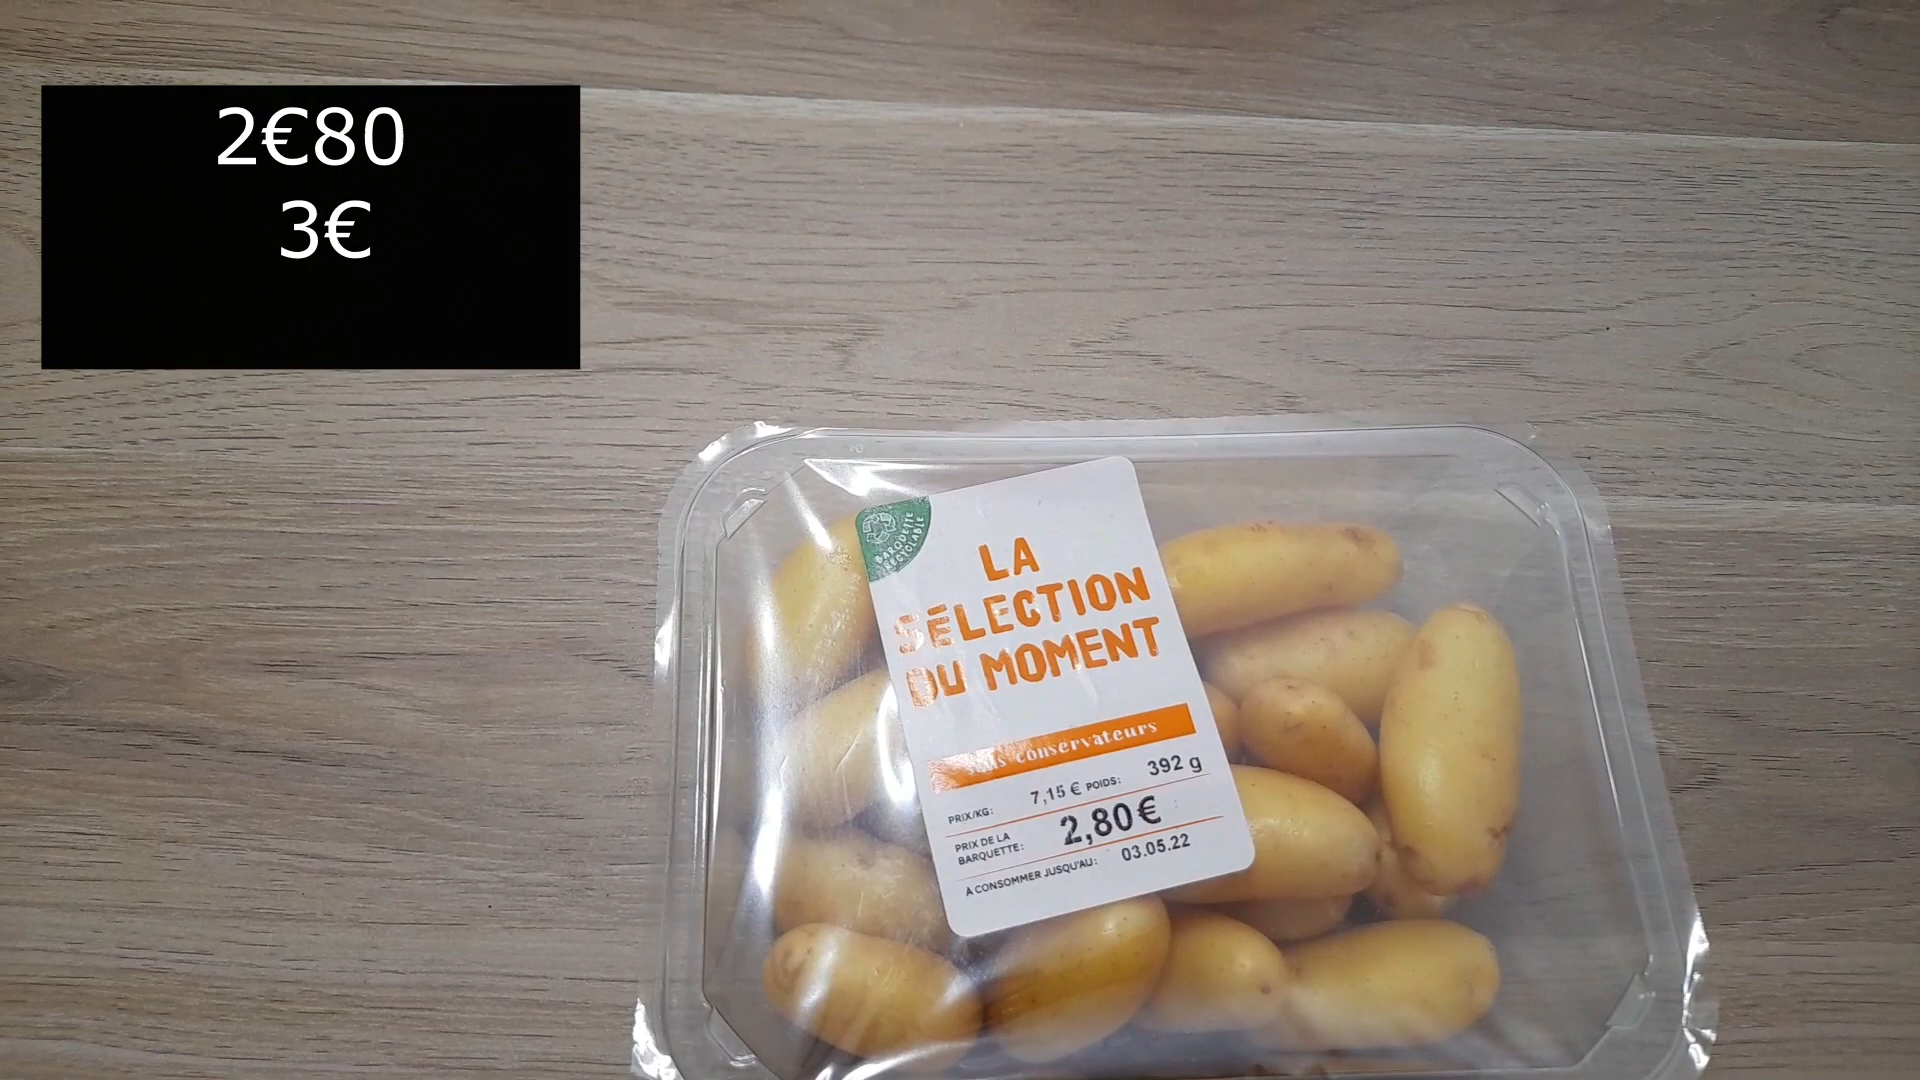 2€80
3€
BARQUETTE
RECYCLABLE
LA
SÉLECTION
DU MOMENT
sans conservateurs
PRIX/KG: 7,15 € POIDS: 392 g
PRIX DE LA
BARQUETTE: 2,80€
À CONSOMMER JUSQU'AU: 03.05.22